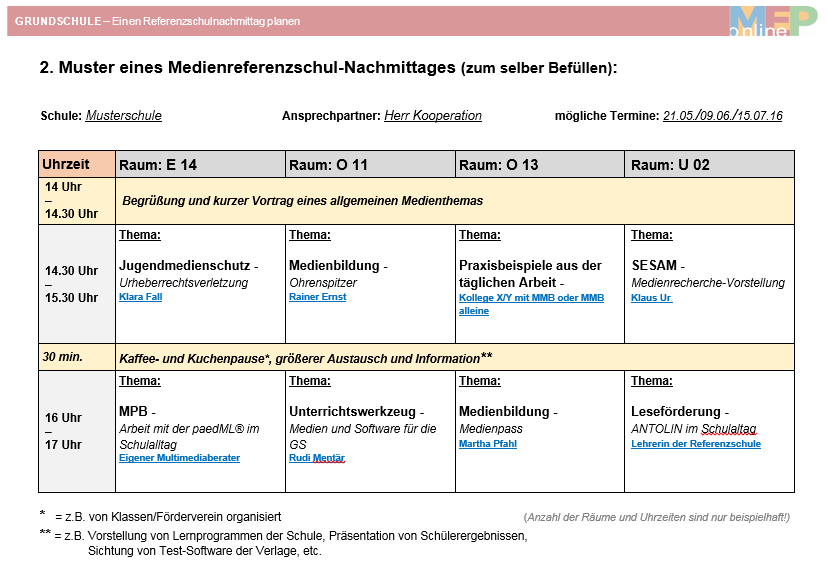 GRUNDSCHULE – Einen Referenzschulnachmittag planen
MEP
online
2. Muster eines Medienreferenzschul-Nachmittages (zum selber Befüllen):
Schule: Musterschule
Ansprechpartner: Herr Kooperation
mögliche Termine: 21.05./09.06./15.07.16
Uhrzeit
Raum: E 14
Raum: O 11
Raum: O 13
Raum: U 02
14 Uhr
–
14.30 Uhr
Begrüßung und kurzer Vortrag eines allgemeinen Medienthemas
14.30 Uhr
–
15.30 Uhr
Thema:
Jugendmedienschutz -
Urheberrechtsverletzung
Klara Fall
Thema:
Medienbildung -
Ohrenspitzer
Rainer Ernst
Thema:
Praxisbeispiele aus der
täglichen Arbeit -
Kollege X/Y mit MMB oder MMB
alleine
Thema:
SESAM -
Medienrecherche-Vorstellung
Klaus Ur
30 min.
Kaffee- und Kuchenpause*, größerer Austausch und Information**
16 Uhr
–
17 Uhr
Thema:
MPB -
Arbeit mit der paedML® im
Schulalltag
Eigener Multimediaberater
Thema:
Unterrichtswerkzeug -
Medien und Software für die
GS
Rudi Mentär
Thema:
Medienbildung -
Medienpass
Martha Pfahl
Thema:
Leseförderung -
ANTOLIN im Schulaltag
Lehrerin der Referenzschule
* = z.B. von Klassen/Förderverein organisiert
(Anzahl der Räume und Uhrzeiten sind nur beispielhaft!)
** = z.B. Vorstellung von Lernprogrammen der Schule, Präsentation von Schülerergebnissen,
Sichtung von Test-Software der Verlage, etc.